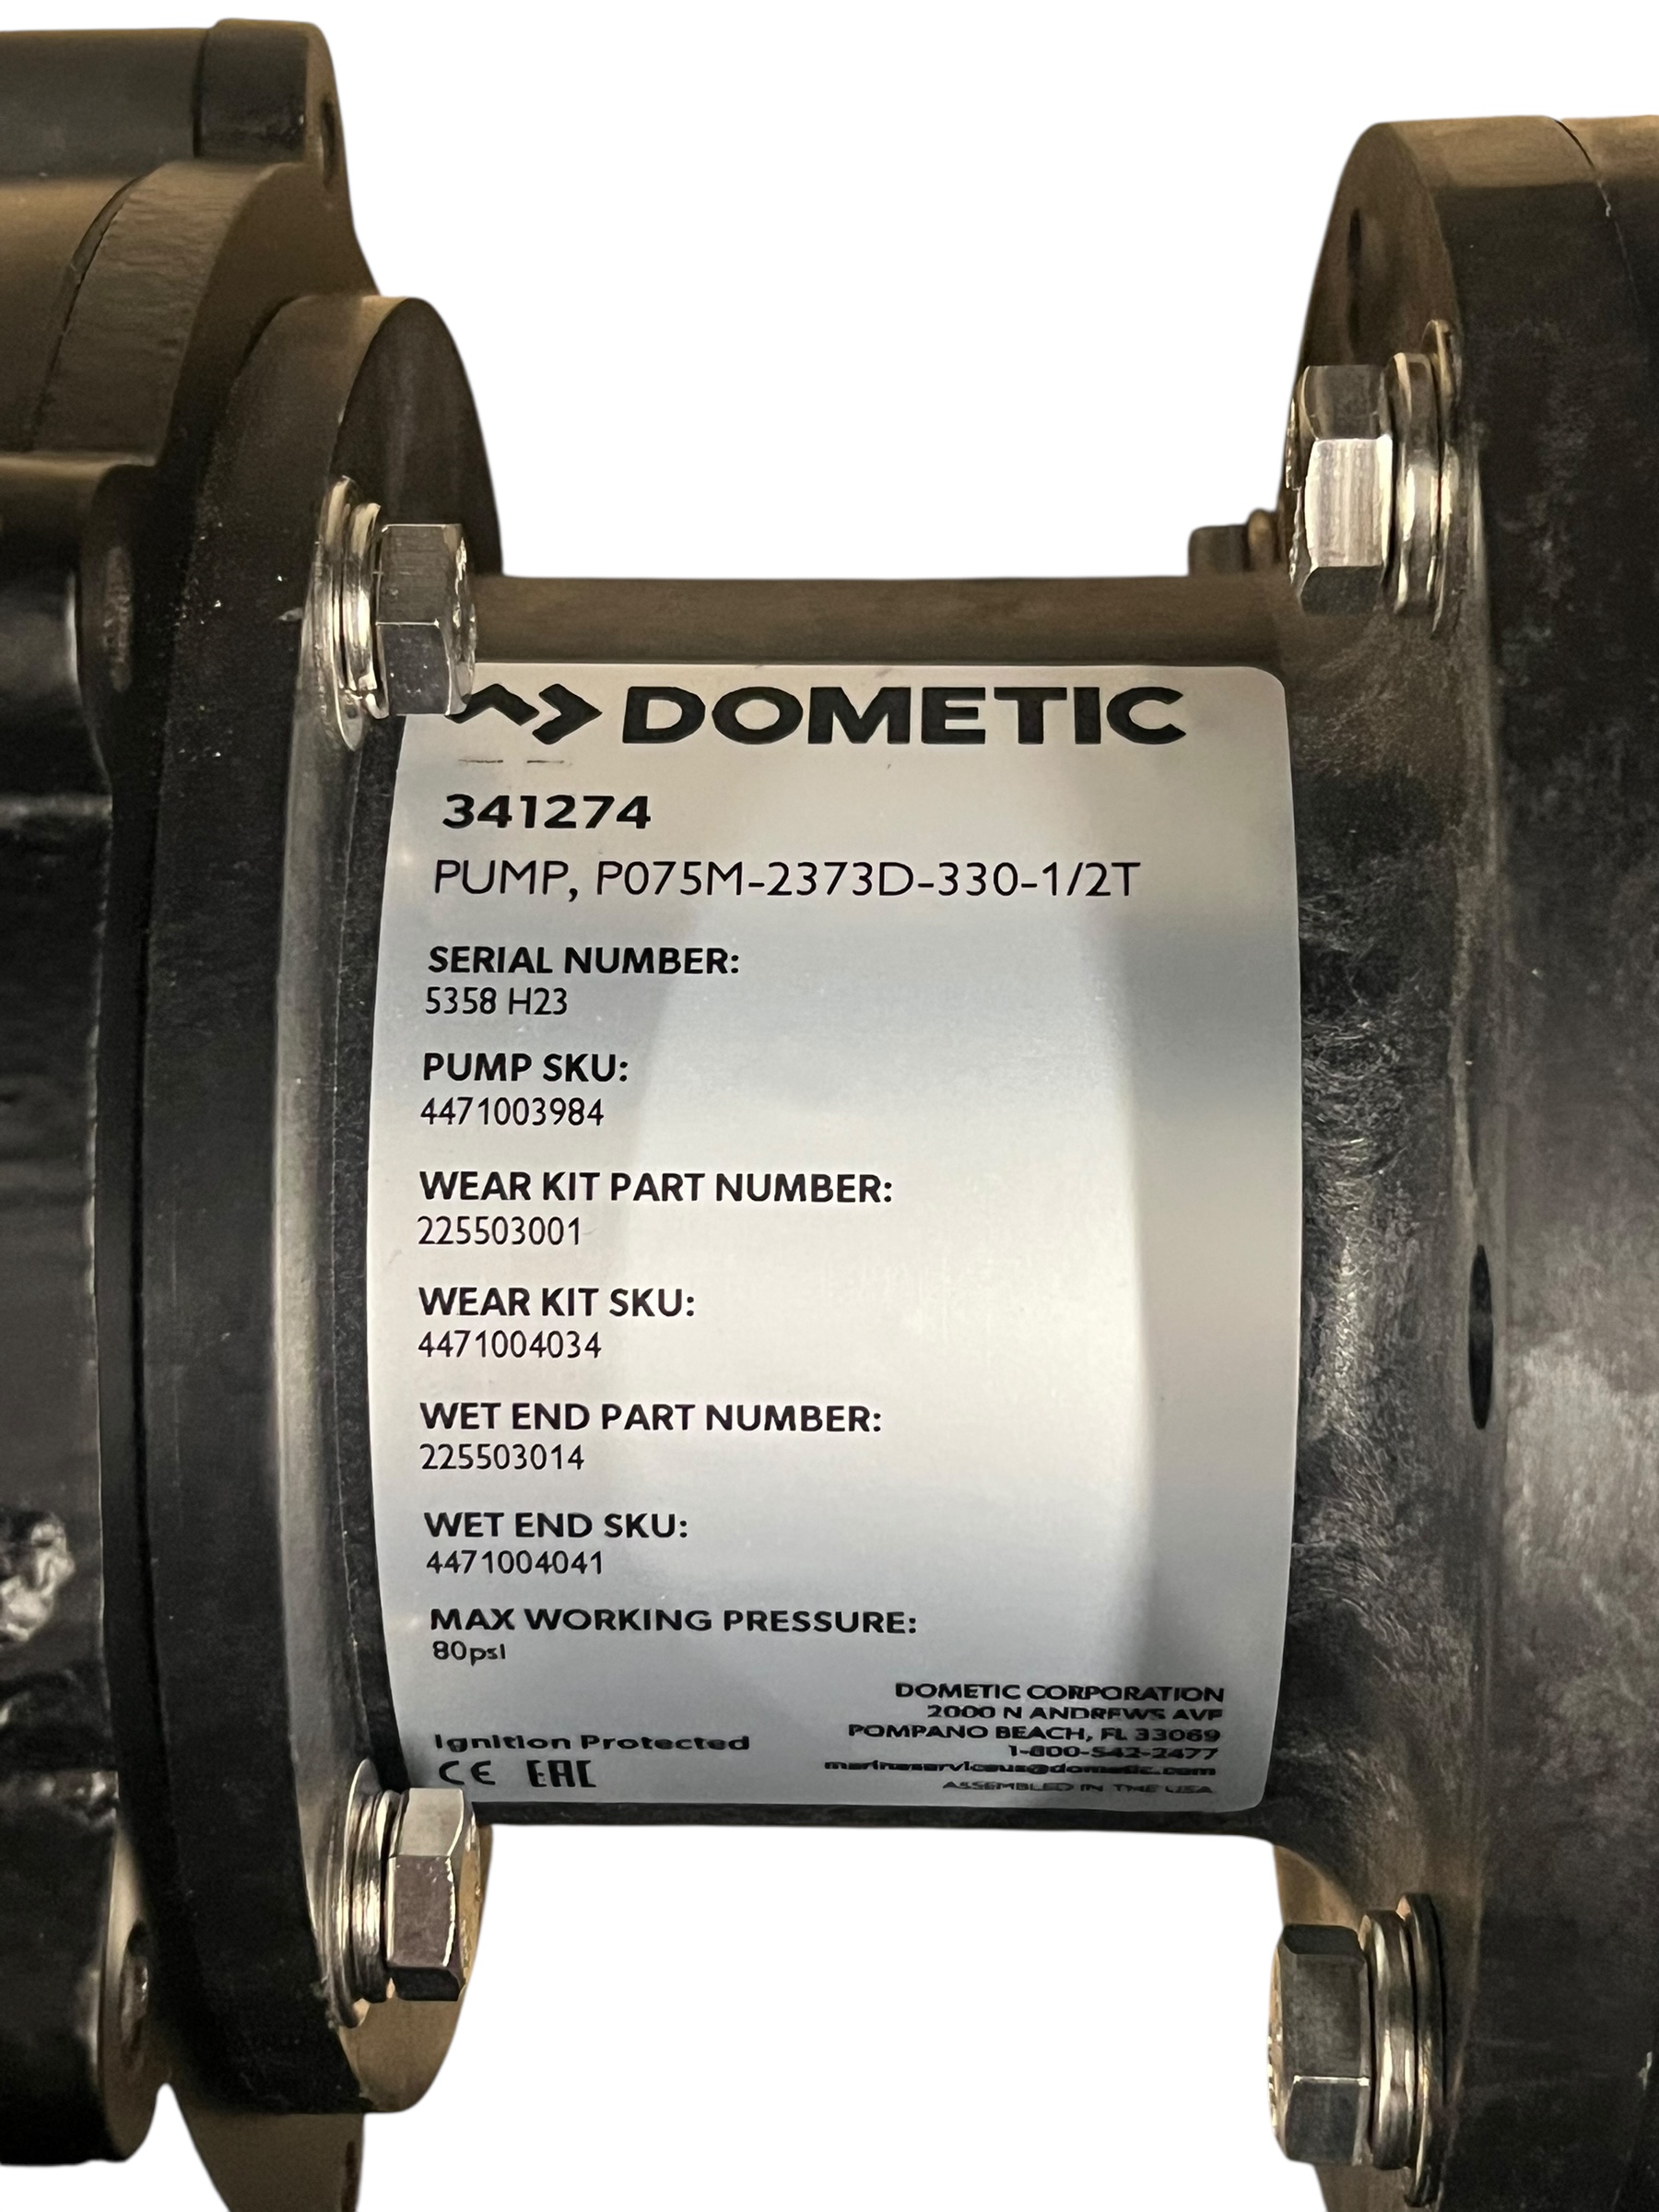 DOMETIC
341274
PUMP, P075M-2373D-330-1/2T
SERIAL NUMBER:
5358 H23
PUMP SKU:
4471003984
WEAR KIT PART NUMBER:
225503001
WEAR KIT SKU:
4471004034
WET END PART NUMBER:
225503014
WET END SKU:
4471004041
MAX WORKING PRESSURE:
80psi
DOMETIC CORPORATION
2000 N ANDREWS AVE
POMPANO BEACH, FL 33069
1-800-542-2477
marineserviceus@dometic.com
ASSEMBLED IN THE USA
Ignition Protected
CE EAC